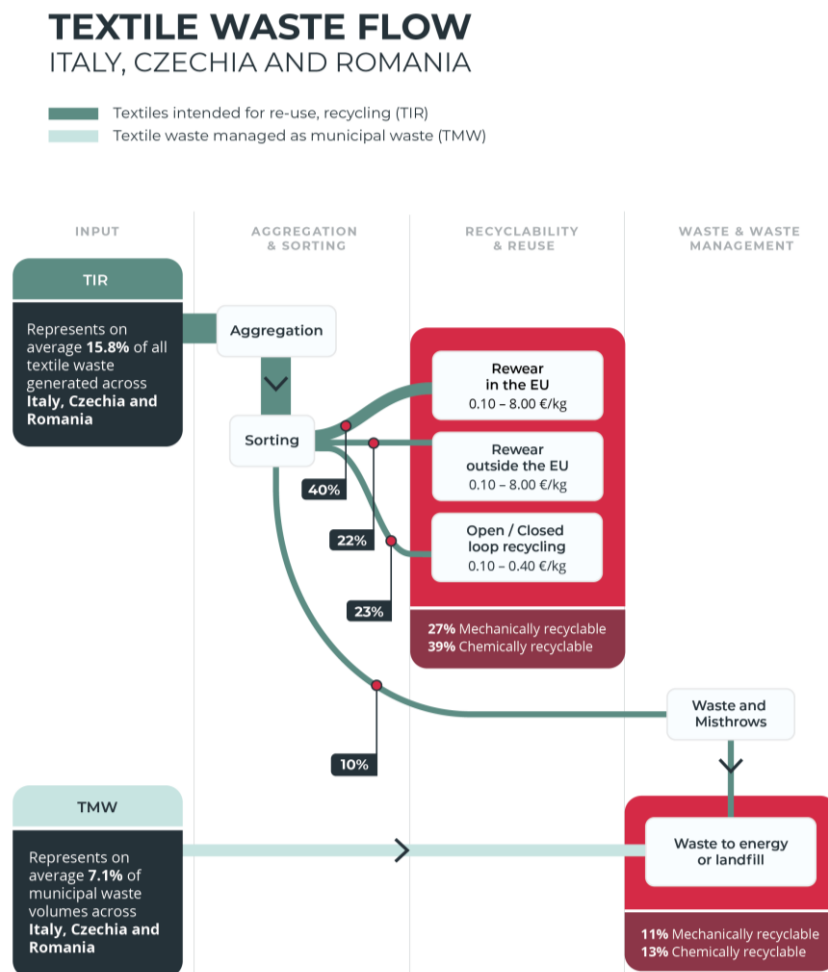 TEXTILE WASTE FLOW
ITALY, CZECHIA AND ROMANIA
Textiles intended for re-use, recycling (TIR)
Textile waste managed as municipal waste (TMW)
INPUT
AGGREGATION
& SORTING
RECYCLABILITY
& REUSE
WASTE & WASTE
MANAGEMENT
TIR
Represents on
average 15.8% of all
textile waste
generated across
Italy, Czechia and
Romania
Aggregation
Sorting
40%
22%
23%
10%
Rewear
in the EU
0.10 – 8.00 €/kg
Rewear
outside the EU
0.10 – 8.00 €/kg
Open / Closed
loop recycling
0.10 – 0.40 €/kg
27% Mechanically recyclable
39% Chemically recyclable
Waste and
Misthrows
TMW
Represents on
average 7.1% of
municipal waste
volumes across
Italy, Czechia and
Romania
Waste to energy
or landfill
11% Mechanically recyclable
13% Chemically recyclable